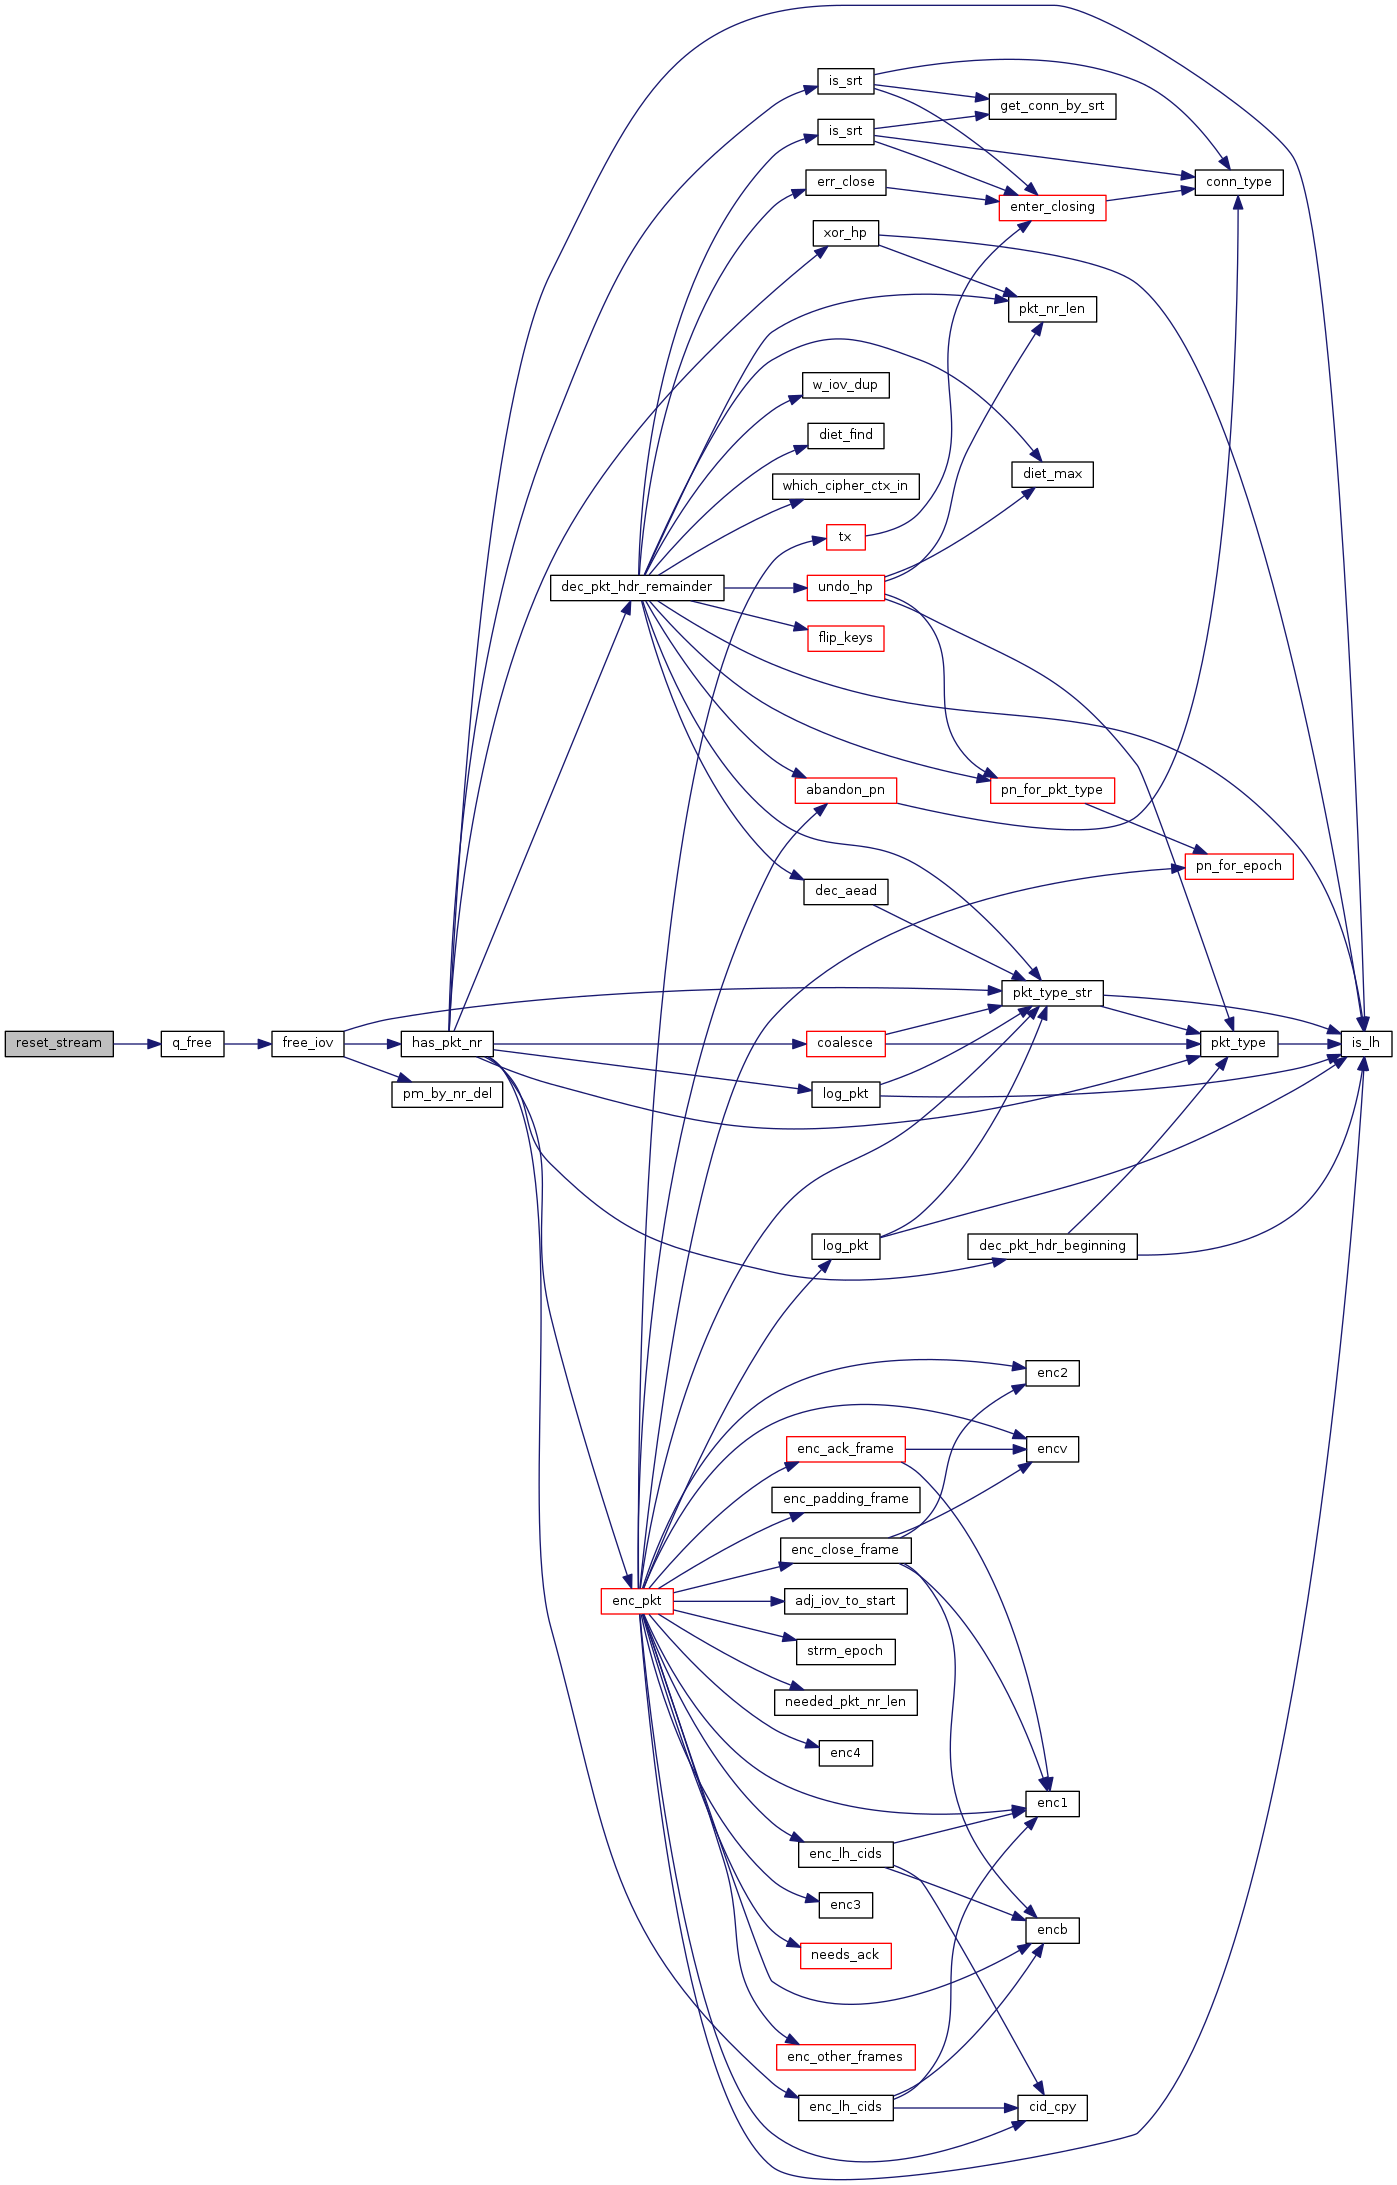 is_srt
get_conn_by_srt
is_srt
err_close
conn_type
enter_closing
xor_hp
pkt_nr_len
w_iov_dup
diet_find
diet_max
which_cipher_ctx_in
tx
dec_pkt_hdr_remainder
undo_hp
flip_keys
abandon_pn
pn_for_pkt_type
pn_for_epoch
dec_aead
pkt_type_str
reset_stream
q_free
free_iov
has_pkt_nr
coalesce
pkt_type
is_lh
pm_by_nr_del
log_pkt
log_pkt
dec_pkt_hdr_beginning
enc2
enc_ack_frame
encv
enc_padding_frame
enc_close_frame
enc_pkt
adj_iov_to_start
strm_epoch
needed_pkt_nr_len
enc4
enc1
enc_lh_cids
enc3
encb
needs_ack
enc_other_frames
enc_lh_cids
cid_cpy